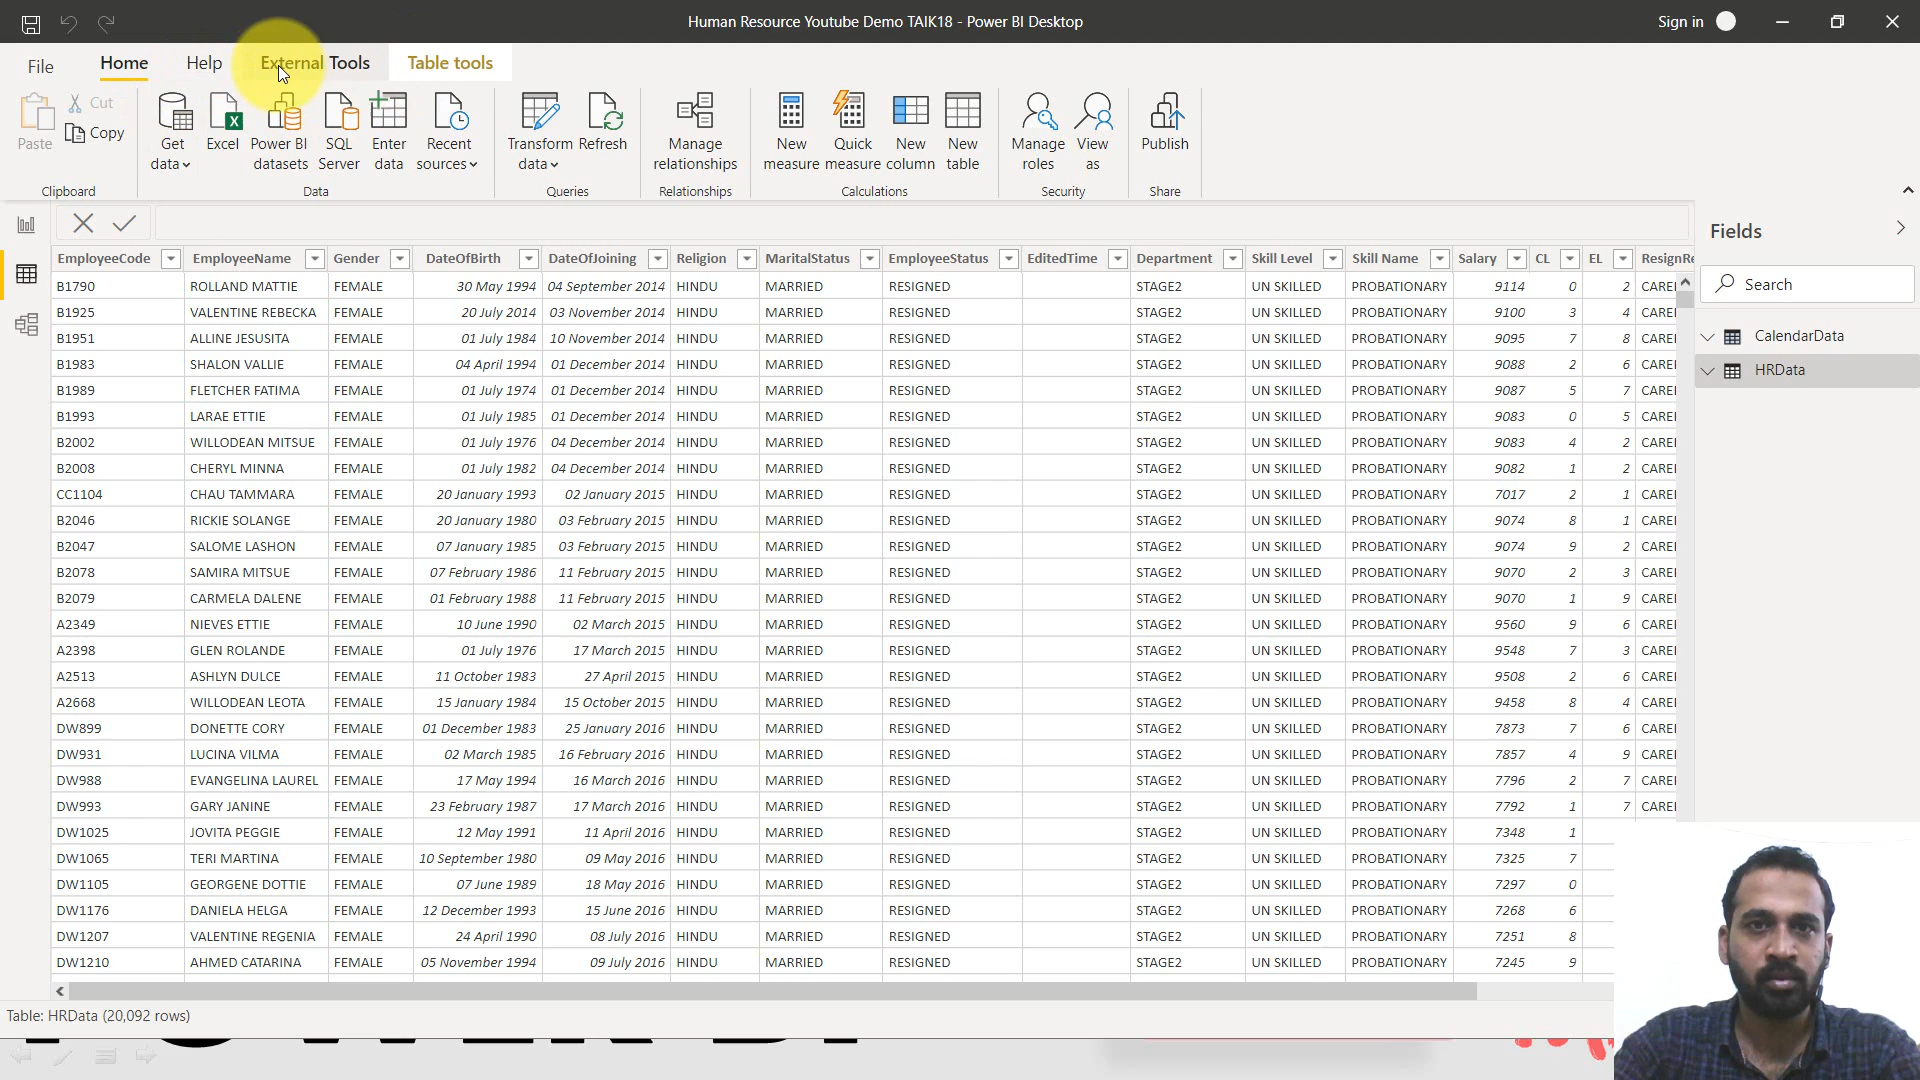 Human Resource Youtube Demo TAIK18 - Power BI Desktop
Sign in
File Home Help External Tools Table tools
Paste
Cut
Copy
Clipboard
Get data
Excel
Power BI datasets
SQL Server
Enter data
Recent sources
Data
Transform data
Refresh
Queries
Manage relationships
Relationships
New measure
Quick measure
New column
New table
Calculations
Manage roles
View as
Security
Publish
Share
EmployeeCode EmployeeName Gender DateOfBirth DateOfJoining Religion MaritalStatus EmployeeStatus EditedTime Department Skill Level Skill Name Salary CL EL ResignRe
B1790 ROLLAND MATTIE FEMALE 30 May 1994 04 September 2014 HINDU MARRIED RESIGNED STAGE2 UN SKILLED PROBATIONARY 9114 0 2 CAREI
B1925 VALENTINE REBECKA FEMALE 20 July 2014 03 November 2014 HINDU MARRIED RESIGNED STAGE2 UN SKILLED PROBATIONARY 9100 3 4 CAREI
B1951 ALLINE JESUSITA FEMALE 01 July 1984 10 November 2014 HINDU MARRIED RESIGNED STAGE2 UN SKILLED PROBATIONARY 9095 7 8 CAREI
B1983 SHALON VALLIE FEMALE 04 April 1994 01 December 2014 HINDU MARRIED RESIGNED STAGE2 UN SKILLED PROBATIONARY 9088 2 6 CAREI
B1989 FLETCHER FATIMA FEMALE 01 July 1974 01 December 2014 HINDU MARRIED RESIGNED STAGE2 UN SKILLED PROBATIONARY 9087 5 7 CAREI
B1993 LARAE ETTIE FEMALE 01 July 1985 01 December 2014 HINDU MARRIED RESIGNED STAGE2 UN SKILLED PROBATIONARY 9083 0 5 CAREI
B2002 WILLODEAN MITSUE FEMALE 01 July 1976 04 December 2014 HINDU MARRIED RESIGNED STAGE2 UN SKILLED PROBATIONARY 9083 4 2 CAREI
B2008 CHERYL MINNA FEMALE 01 July 1982 04 December 2014 HINDU MARRIED RESIGNED STAGE2 UN SKILLED PROBATIONARY 9082 1 2 CAREI
CC1104 CHAU TAMMARA FEMALE 20 January 1993 02 January 2015 HINDU MARRIED RESIGNED STAGE2 UN SKILLED PROBATIONARY 7017 2 1 CAREI
B2046 RICKIE SOLANGE FEMALE 20 January 1980 03 February 2015 HINDU MARRIED RESIGNED STAGE2 UN SKILLED PROBATIONARY 9074 8 1 CAREI
B2047 SALOME LASHON FEMALE 07 January 1985 03 February 2015 HINDU MARRIED RESIGNED STAGE2 UN SKILLED PROBATIONARY 9074 9 2 CAREI
B2078 SAMIRA MITSUE FEMALE 07 February 1986 11 February 2015 HINDU MARRIED RESIGNED STAGE2 UN SKILLED PROBATIONARY 9070 2 3 CAREI
B2079 CARMELA DALENE FEMALE 01 February 1988 11 February 2015 HINDU MARRIED RESIGNED STAGE2 UN SKILLED PROBATIONARY 9070 1 9 CAREI
A2349 NIEVES ETTIE FEMALE 10 June 1990 02 March 2015 HINDU MARRIED RESIGNED STAGE2 UN SKILLED PROBATIONARY 9560 9 6 CAREI
A2398 GLEN ROLANDE FEMALE 01 July 1976 17 March 2015 HINDU MARRIED RESIGNED STAGE2 UN SKILLED PROBATIONARY 9548 7 3 CAREI
A2513 ASHLYN DULCE FEMALE 11 October 1983 27 April 2015 HINDU MARRIED RESIGNED STAGE2 UN SKILLED PROBATIONARY 9508 2 6 CAREI
A2668 WILLODEAN LEOTA FEMALE 15 January 1984 15 October 2015 HINDU MARRIED RESIGNED STAGE2 UN SKILLED PROBATIONARY 9458 8 4 CAREI
DW899 DONETTE CORY FEMALE 01 December 1983 25 January 2016 HINDU MARRIED RESIGNED STAGE2 UN SKILLED PROBATIONARY 7873 7 6 CAREI
DW931 LUCINA VILMA FEMALE 02 March 1985 16 February 2016 HINDU MARRIED RESIGNED STAGE2 UN SKILLED PROBATIONARY 7857 4 9 CAREI
DW988 EVANGELINA LAUREL FEMALE 17 May 1994 16 March 2016 HINDU MARRIED RESIGNED STAGE2 UN SKILLED PROBATIONARY 7796 2 7 CAREI
DW993 GARY JANINE FEMALE 23 February 1987 17 March 2016 HINDU MARRIED RESIGNED STAGE2 UN SKILLED PROBATIONARY 7792 1 7 CAREI
DW1025 JOVITA PEGGIE FEMALE 12 May 1991 11 April 2016 HINDU MARRIED RESIGNED STAGE2 UN SKILLED PROBATIONARY 7348 1
DW1065 TERI MARTINA FEMALE 10 September 1980 09 May 2016 HINDU MARRIED RESIGNED STAGE2 UN SKILLED PROBATIONARY 7325 7
DW1105 GEORGENE DOTTIE FEMALE 07 June 1989 18 May 2016 HINDU MARRIED RESIGNED STAGE2 UN SKILLED PROBATIONARY 7297 0
DW1176 DANIELA HELGA FEMALE 12 December 1993 15 June 2016 HINDU MARRIED RESIGNED STAGE2 UN SKILLED PROBATIONARY 7268 6
DW1207 VALENTINE REGENIA FEMALE 24 April 1990 08 July 2016 HINDU MARRIED RESIGNED STAGE2 UN SKILLED PROBATIONARY 7251 8
DW1210 AHMED CATARINA FEMALE 05 November 1994 09 July 2016 HINDU MARRIED RESIGNED STAGE2 UN SKILLED PROBATIONARY 7245 9
Fields
Search
CalendarData
HRData
Table: HRData (20,092 rows)